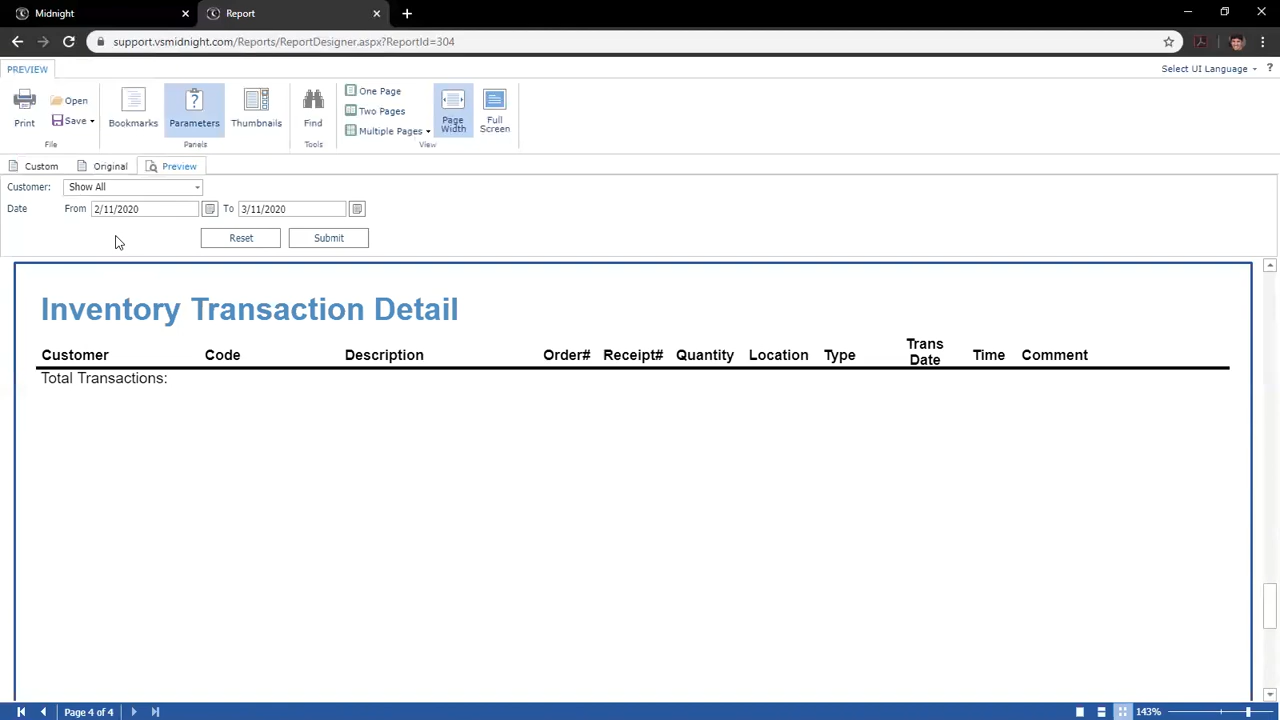 Midnight
Report
support.vsmidnight.com/Reports/ReportDesigner.aspx?ReportId=304
PREVIEW
Select UI Language
?
Print
Open
Save
File
Bookmarks
Parameters
Thumbnails
Panels
Find
Tools
One Page
Two Pages
Multiple Pages
Page Width
Full Screen
View
Custom
Original
Preview
Customer: Show All
Date From 2/11/2020 To 3/11/2020
Reset Submit
Inventory Transaction Detail
Customer Code Description Order# Receipt# Quantity Location Type Trans Date Time Comment
Total Transactions:
Page 4 of 4
143%